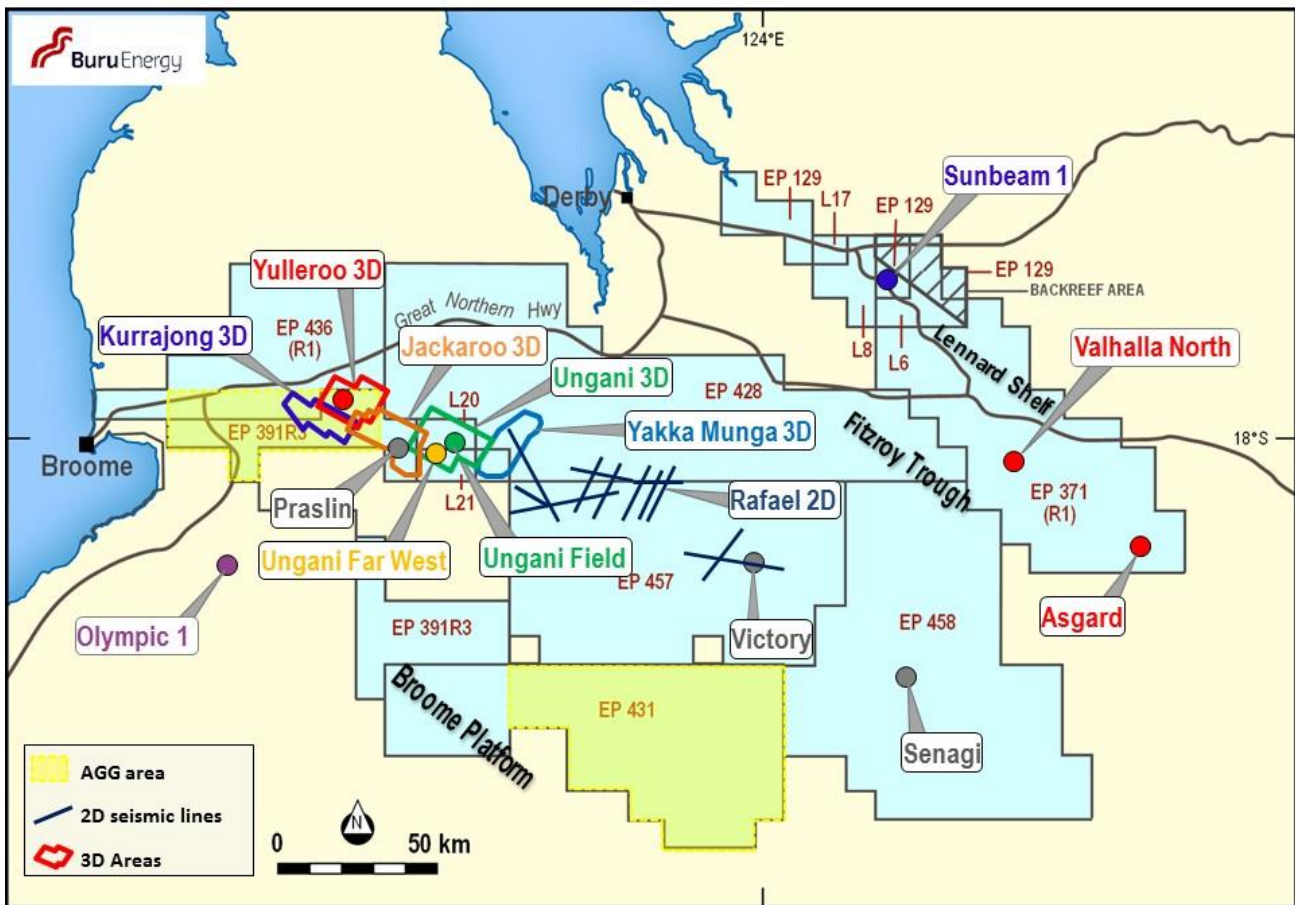 BuruEnergy
124°E
Derby
EP 129
L17
EP 129
Sunbeam 1
EP 129
BACKREEF AREA
Yulleroo 3D
Great Northern Hwy
EP 436
(R1)
Kurrajong 3D
Jackaroo 3D
L8
L6
Lennard Shelf
Valhalla North
Ungani 3D
EP 428
L20
Fitzroy Trough
Yakka Munga 3D
EP 391R3
18°S
Broome
L21
Praslin
Rafael 2D
EP 371
(R1)
Ungani Far West
Ungani Field
EP 457
Olympic 1
EP 391R3
Victory
EP 458
Asgard
Broome Platform
EP 431
Senagi
AGG area
2D seismic lines
3D Areas
N
0 50 km